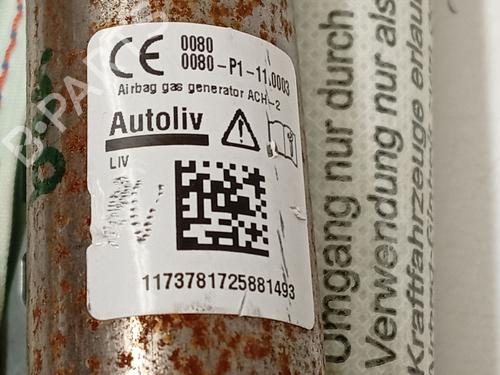 CE 0080
0080-P1-11.0003
Airbag gas generator ACH-2
Autoliv
LIV
1173781725881493
Umgang nur durch
Verwendung nur als
Kraftfahrzeuge erlau
B-PARTS